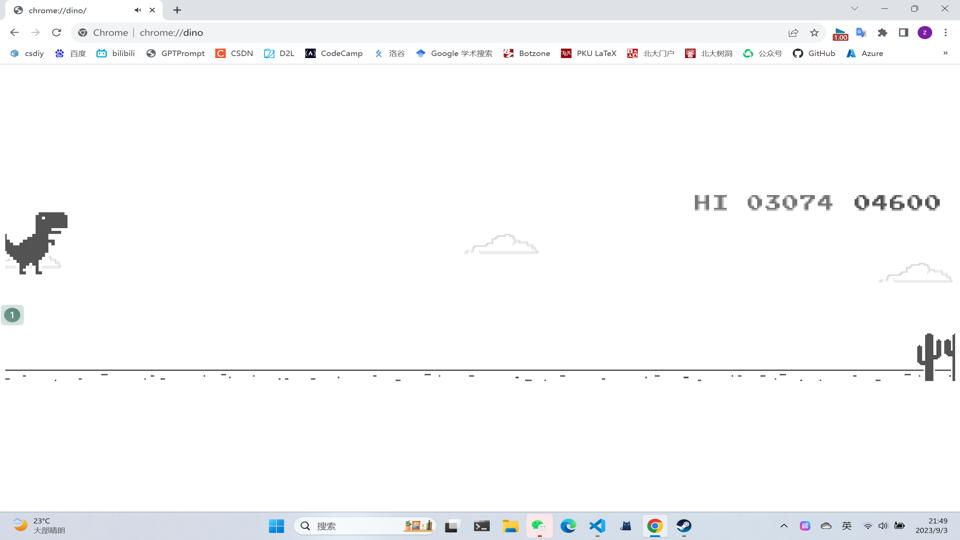 chrome://dino/
Chrome | chrome://dino
1.00
z
csdiy 百度 bilibili GPTPrompt CSDN D2L CodeCamp 洛谷 Google 学术搜索 Botzone PKU LaTeX 北大门户 北大树洞 公众号 GitHub Azure »
HI 03074 04600
1
23°C
大部晴朗
搜索
英
21:49
2023/9/3